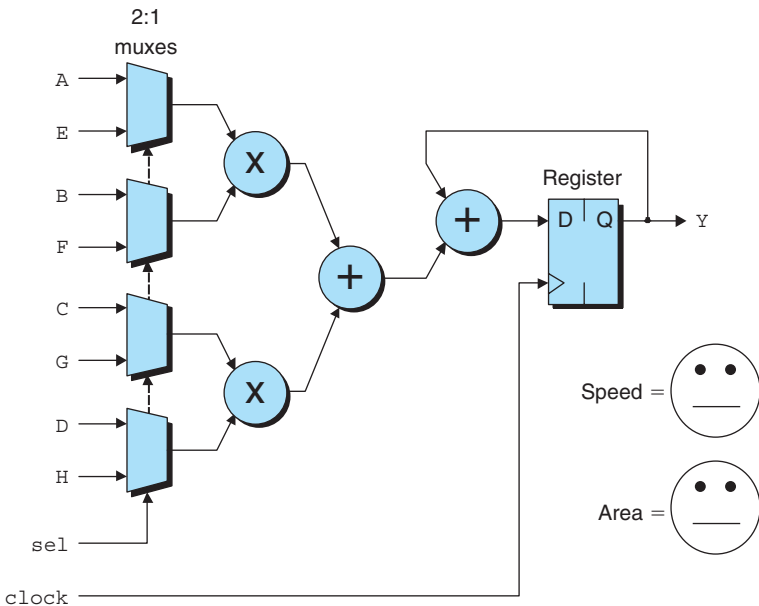 2:1
muxes
A
E
x
B
F
+
Register
+
D Q
Y
C
G
x
D
H
Speed =
Area =
sel
clock